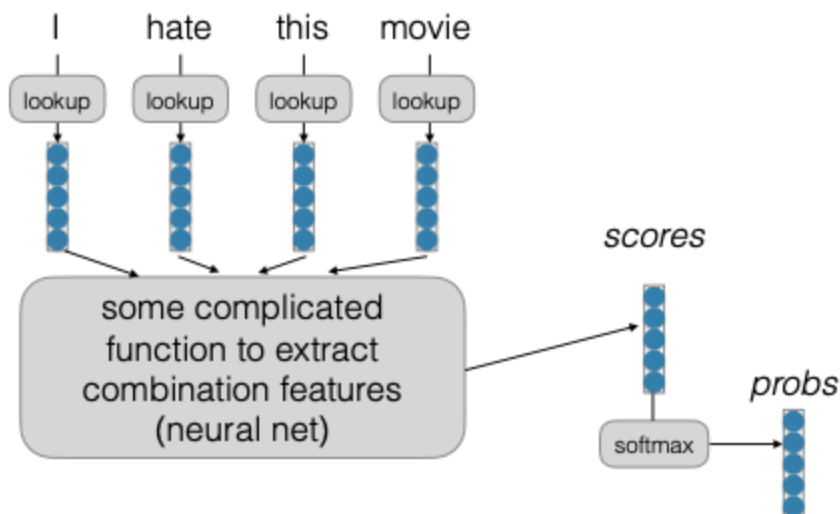 I hate this movie
lookup lookup lookup lookup
scores
some complicated
function to extract
combination features
(neural net)
probs
softmax